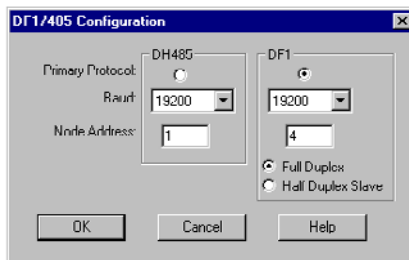 DF1/485 Configuration
DH485
DF1
Primary Protocol:
Baud:
19200
19200
Node Address:
1
4
Full Duplex
Half Duplex Slave
OK
Cancel
Help